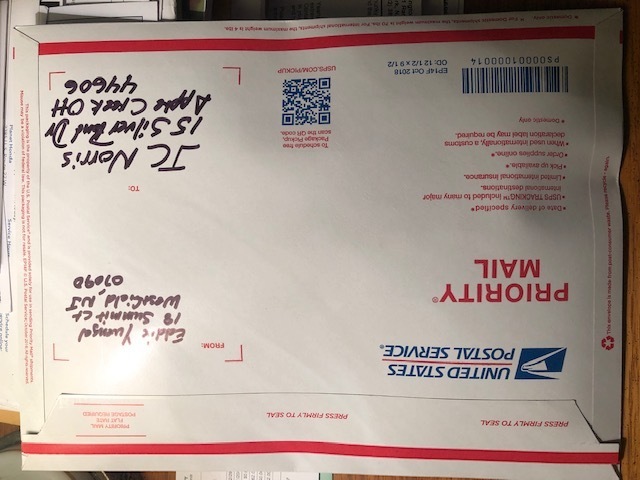 PRESS FIRMLY TO SEAL
PRESS FIRMLY TO SEAL
PRIORITY MAIL
FLAT RATE
POSTAGE REQUIRED
UNITED STATES
POSTAL SERVICE®
PRIORITY®
MAIL
• Date of delivery specified*
• USPS TRACKING™ included to many major
international destinations.
• Limited international insurance.
• Pick up available.*
• Order supplies online.*
• When used internationally, a customs
declaration label may be required.
* Domestic only
FROM:
Eddie
18 Summit Ct
Westfield, NJ
07090
TO:
JC Norris
15 Silver Pond Dr
Apple Creek OH
44606
To schedule free
Package Pickup,
scan the QR code.
USPS.COM/PICKUP
PS00001000014
EP14F Oct 2018
OD: 12 1/2 x 9 1/2